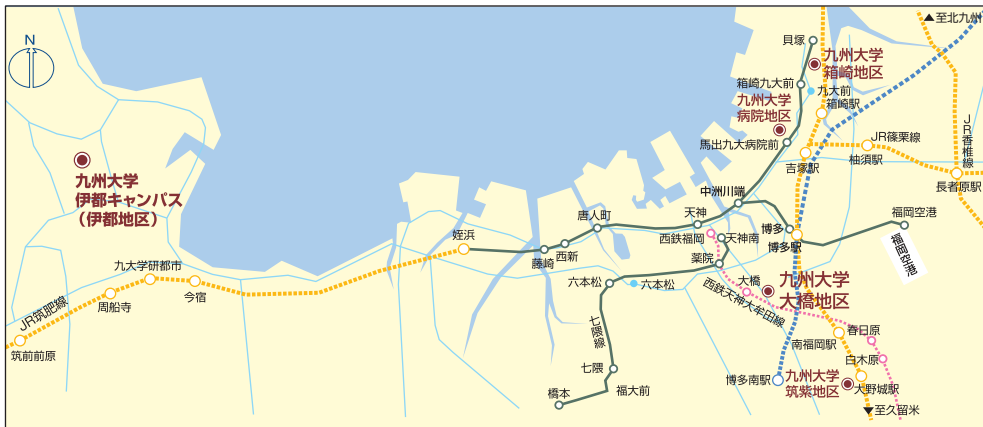 N
▲至北九州
貝塚
九州大学
箱崎地区
箱崎九大前
九大前
箱崎駅
九州大学
病院地区
馬出九大病院前
吉塚駅
JR篠栗線
柚須駅
JR香椎線
長者原駅
九州大学
伊都キャンパス
(伊都地区)
中洲川端
唐人町
天神
博多
福岡空港
西鉄福岡
天神南
博多駅
福岡空港
姪浜
藤崎
西新
薬院
九大学研都市
今宿
周船寺
六本松
六本松
大橋
九州大学
大橋地区
西鉄天神大牟田線
JR筑肥線
筑前前原
七隈線
春日原
南福岡駅
白木原
七隈
福大前
橋本
博多南駅
九州大学
筑紫地区
大野城駅
▼至久留米